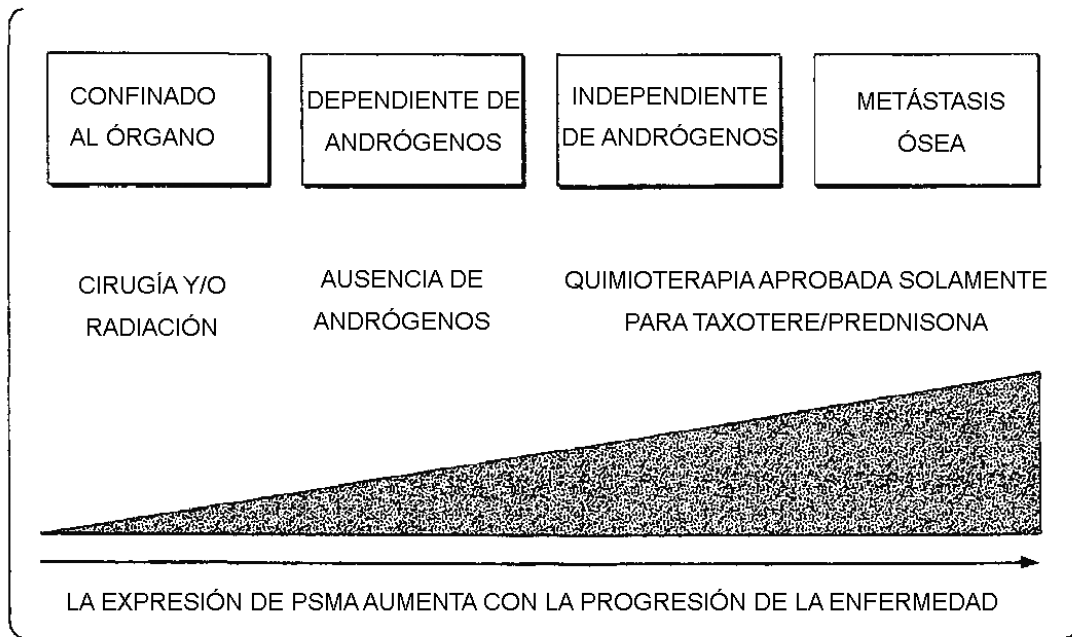 CONFINADO
AL ÓRGANO
DEPENDIENTE DE
ANDRÓGENOS
INDEPENDIENTE
DE ANDRÓGENOS
METÁSTASIS
ÓSEA
CIRUGÍA Y/O
RADIACIÓN
AUSENCIA DE
ANDRÓGENOS
QUIMIOTERAPIA APROBADA SOLAMENTE
PARA TAXOTERE/PREDNISONA
LA EXPRESIÓN DE PSMA AUMENTA CON LA PROGRESIÓN DE LA ENFERMEDAD